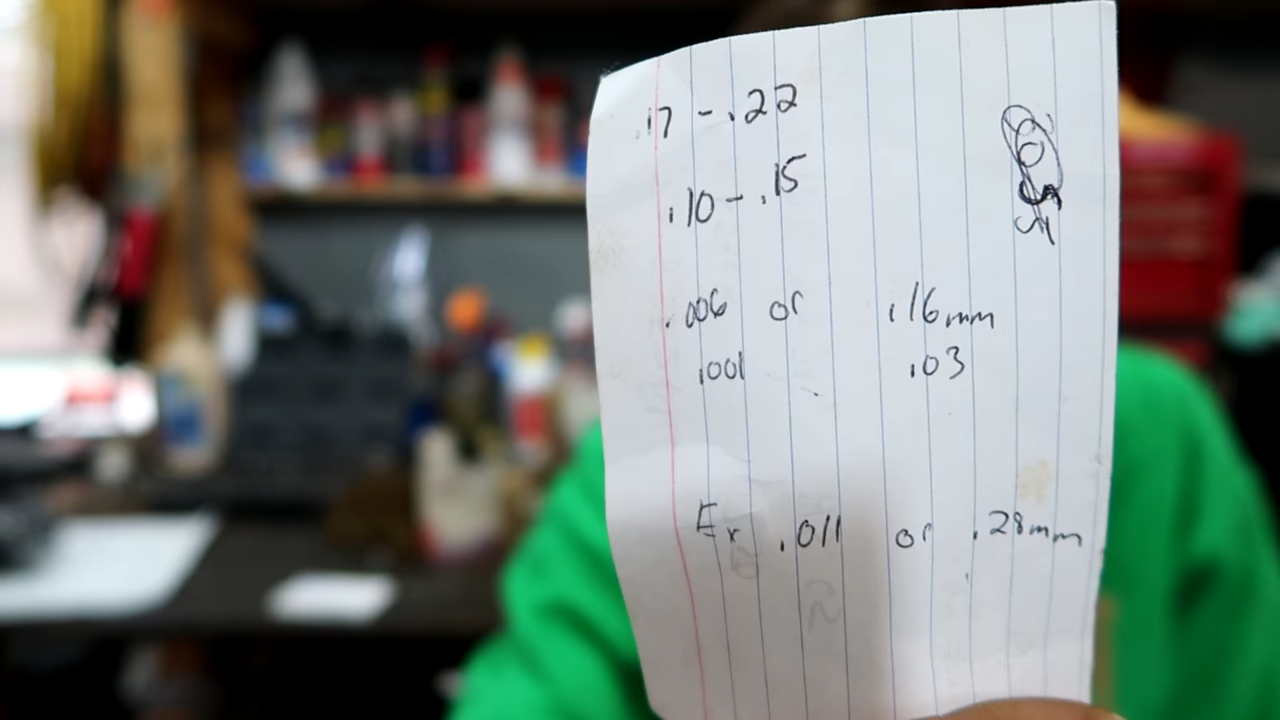 .17 - .22
.10 - .15
.006 or .16mm
.001 .03
Ex .011 or .28mm